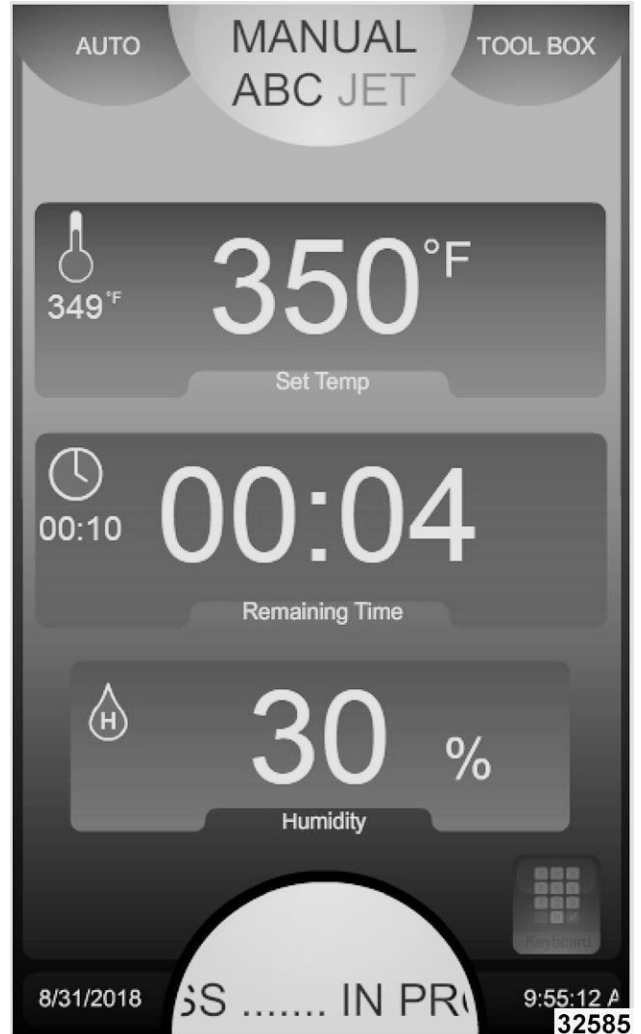 AUTO
MANUAL
ABC JET
TOOL BOX
349°F
350°F
Set Temp
00:10
00:04
Remaining Time
H
30 %
Humidity
Keyboard
8/31/2018
SS ....... IN PR
9:55:12 A
32585